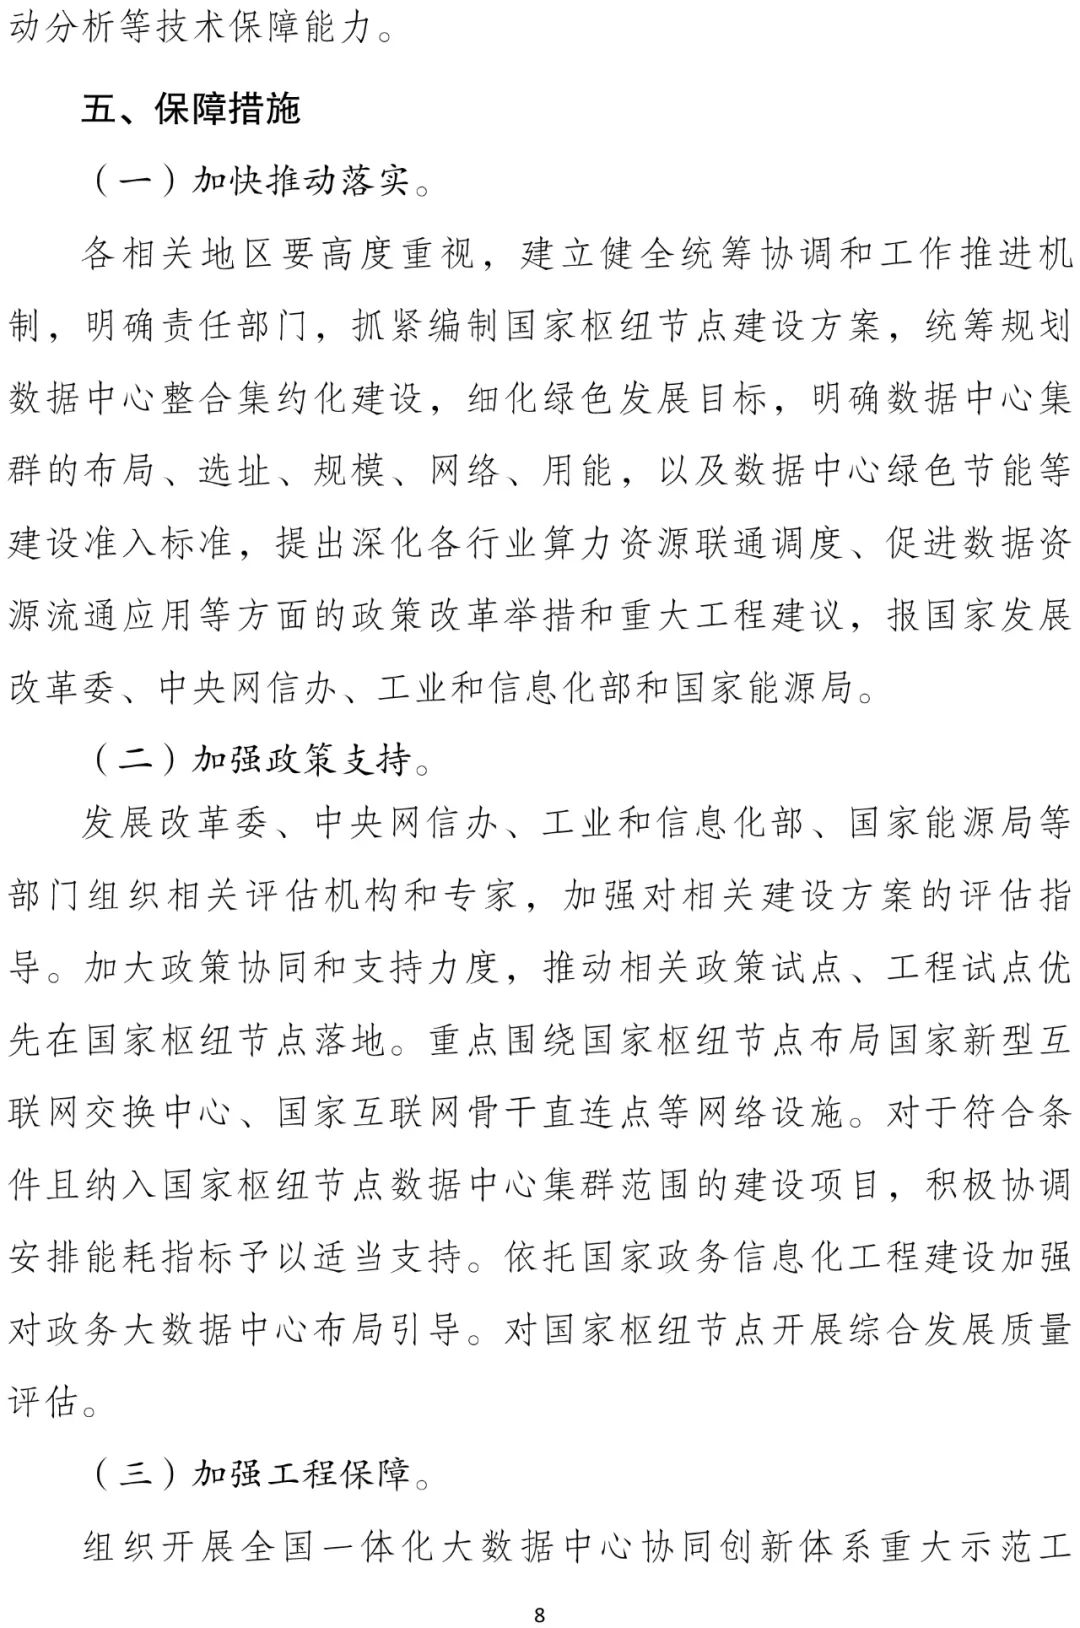 动分析等技术保障能力。
五、保障措施
（一）加快推动落实。
各相关地区要高度重视，建立健全统筹协调和工作推进机
制，明确责任部门，抓紧编制国家枢纽节点建设方案，统筹规划
数据中心整合集约化建设，细化绿色发展目标，明确数据中心集
群的布局、选址、规模、网络、用能，以及数据中心绿色节能等
建设准入标准，提出深化各行业算力资源联通调度、促进数据资
源流通应用等方面的政策改革举措和重大工程建议，报国家发展
改革委、中央网信办、工业和信息化部和国家能源局。
（二）加强政策支持。
发展改革委、中央网信办、工业和信息化部、国家能源局等
部门组织相关评估机构和专家，加强对相关建设方案的评估指
导。加大政策协同和支持力度，推动相关政策试点、工程试点优
先在国家枢纽节点落地。重点围绕国家枢纽节点布局国家新型互
联网交换中心、国家互联网骨干直连点等网络设施。对于符合条
件且纳入国家枢纽节点数据中心集群范围的建设项目，积极协调
安排能耗指标予以适当支持。依托国家政务信息化工程建设加强
对政务大数据中心布局引导。对国家枢纽节点开展综合发展质量
评估。
（三）加强工程保障。
组织开展全国一体化大数据中心协同创新体系重大示范工
8